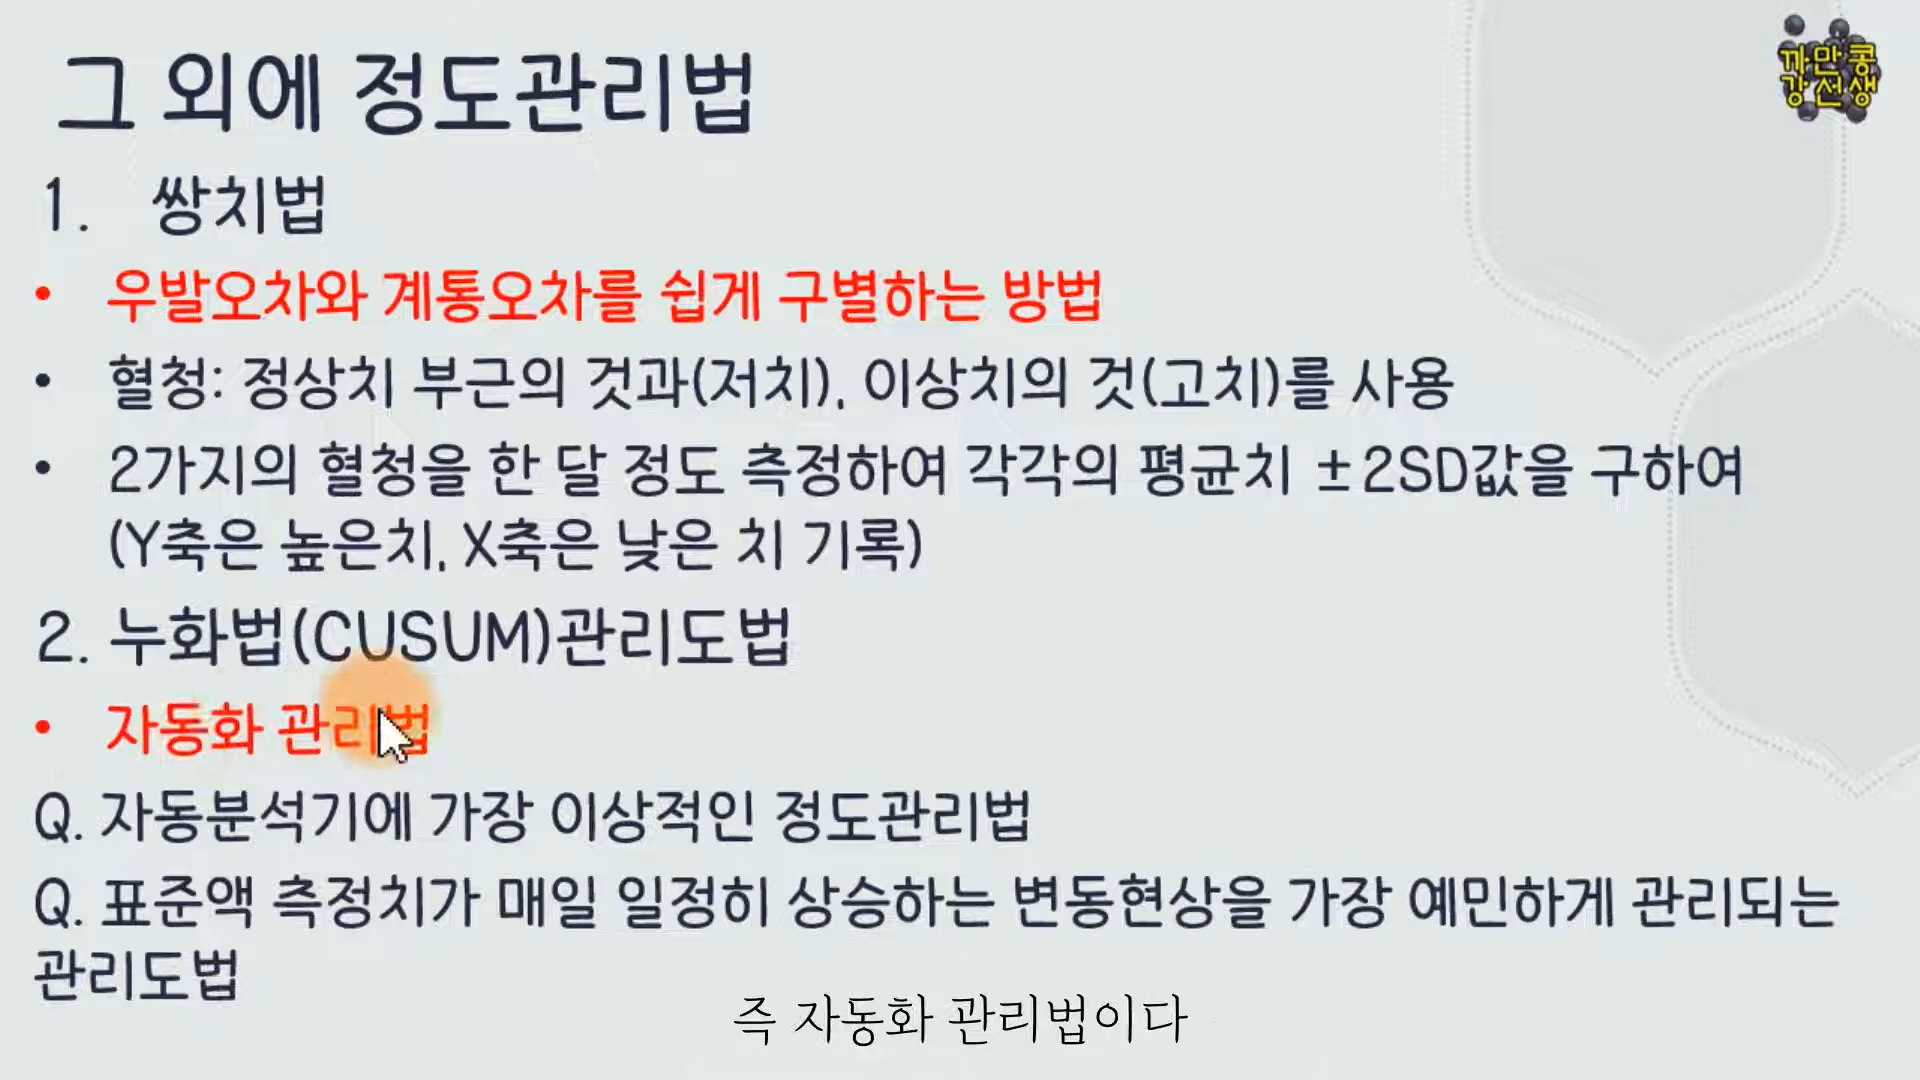 그 외에 정도관리법
까만콩
강선생
1. 쌍치법
• 우발오차와 계통오차를 쉽게 구별하는 방법
• 혈청: 정상치 부근의 것과(저치), 이상치의 것(고치)를 사용
• 2가지의 혈청을 한 달 정도 측정하여 각각의 평균치 ±2SD값을 구하여
(Y축은 높은치, X축은 낮은 치 기록)
2. 누화법(CUSUM)관리도법
• 자동화 관리법
Q. 자동분석기에 가장 이상적인 정도관리법
Q. 표준액 측정치가 매일 일정히 상승하는 변동현상을 가장 예민하게 관리되는
관리도법
즉 자동화 관리법이다